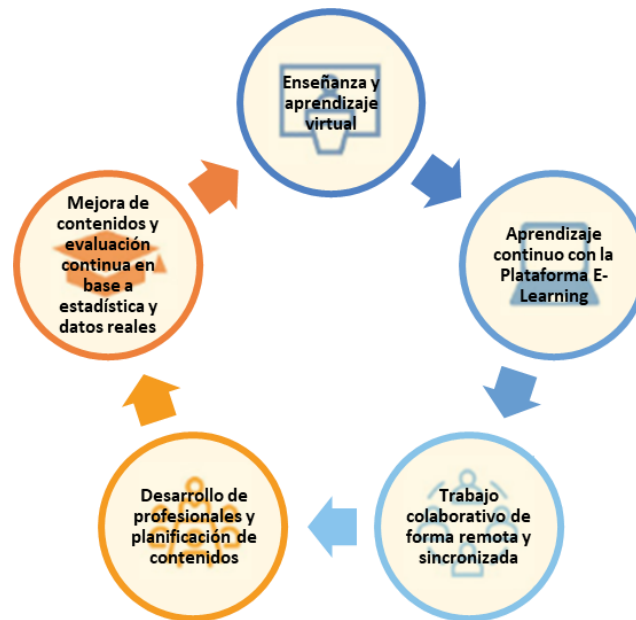 Enseñanza y
aprendizaje
virtual
Aprendizaje
continuo con la
Plataforma E-
Learning
Trabajo
colaborativo de
forma remota y
sincronizada
Desarrollo de
profesionales y
planificación de
contenidos
Mejora de
contenidos y
evaluación
continua en
base a
estadística y
datos reales